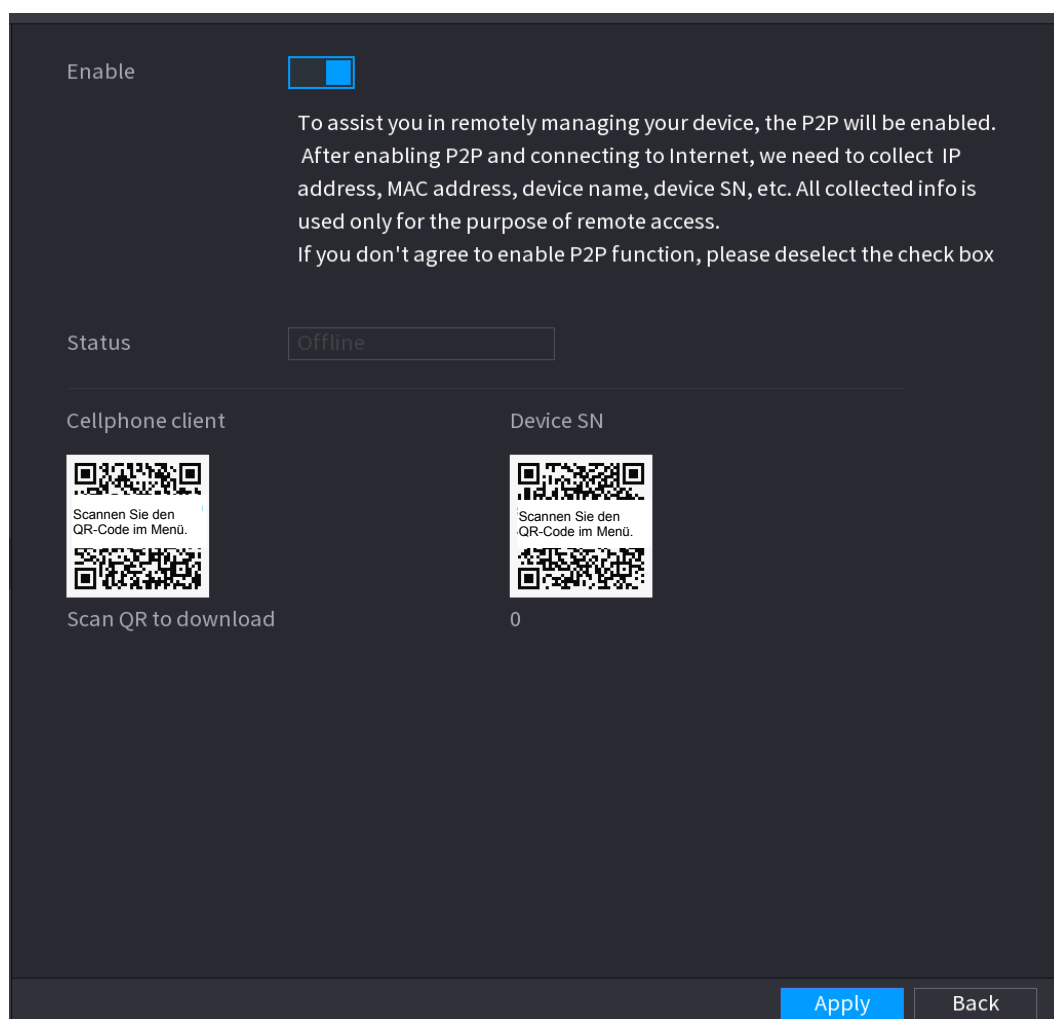 Enable
To assist you in remotely managing your device, the P2P will be enabled.
After enabling P2P and connecting to Internet, we need to collect IP
address, MAC address, device name, device SN, etc. All collected info is
used only for the purpose of remote access.
If you don't agree to enable P2P function, please deselect the check box
Status
Offline
Cellphone client
Device SN
Scannen Sie den
QR-Code im Menü.
Scannen Sie den
QR-Code im Menü.
Scan QR to download
0
Apply
Back